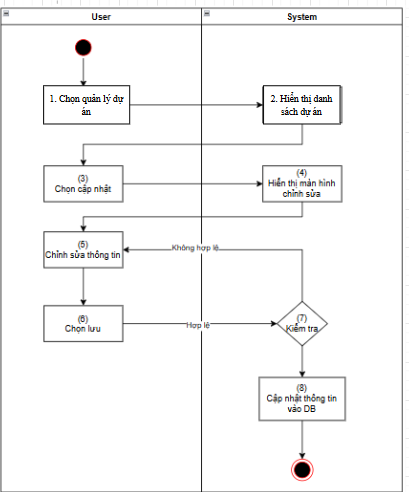 User
System
1. Chọn quản lý dự
án
2. Hiển thị danh
sách dự án
(3)
Chọn cập nhật
(4)
Hiển thị màn hình
chỉnh sửa
(5)
Chỉnh sửa thông tin
Không hợp lệ
(6)
Chọn lưu
Hợp lệ
(7)
Kiểm tra
(8)
Cập nhật thông tin
vào DB